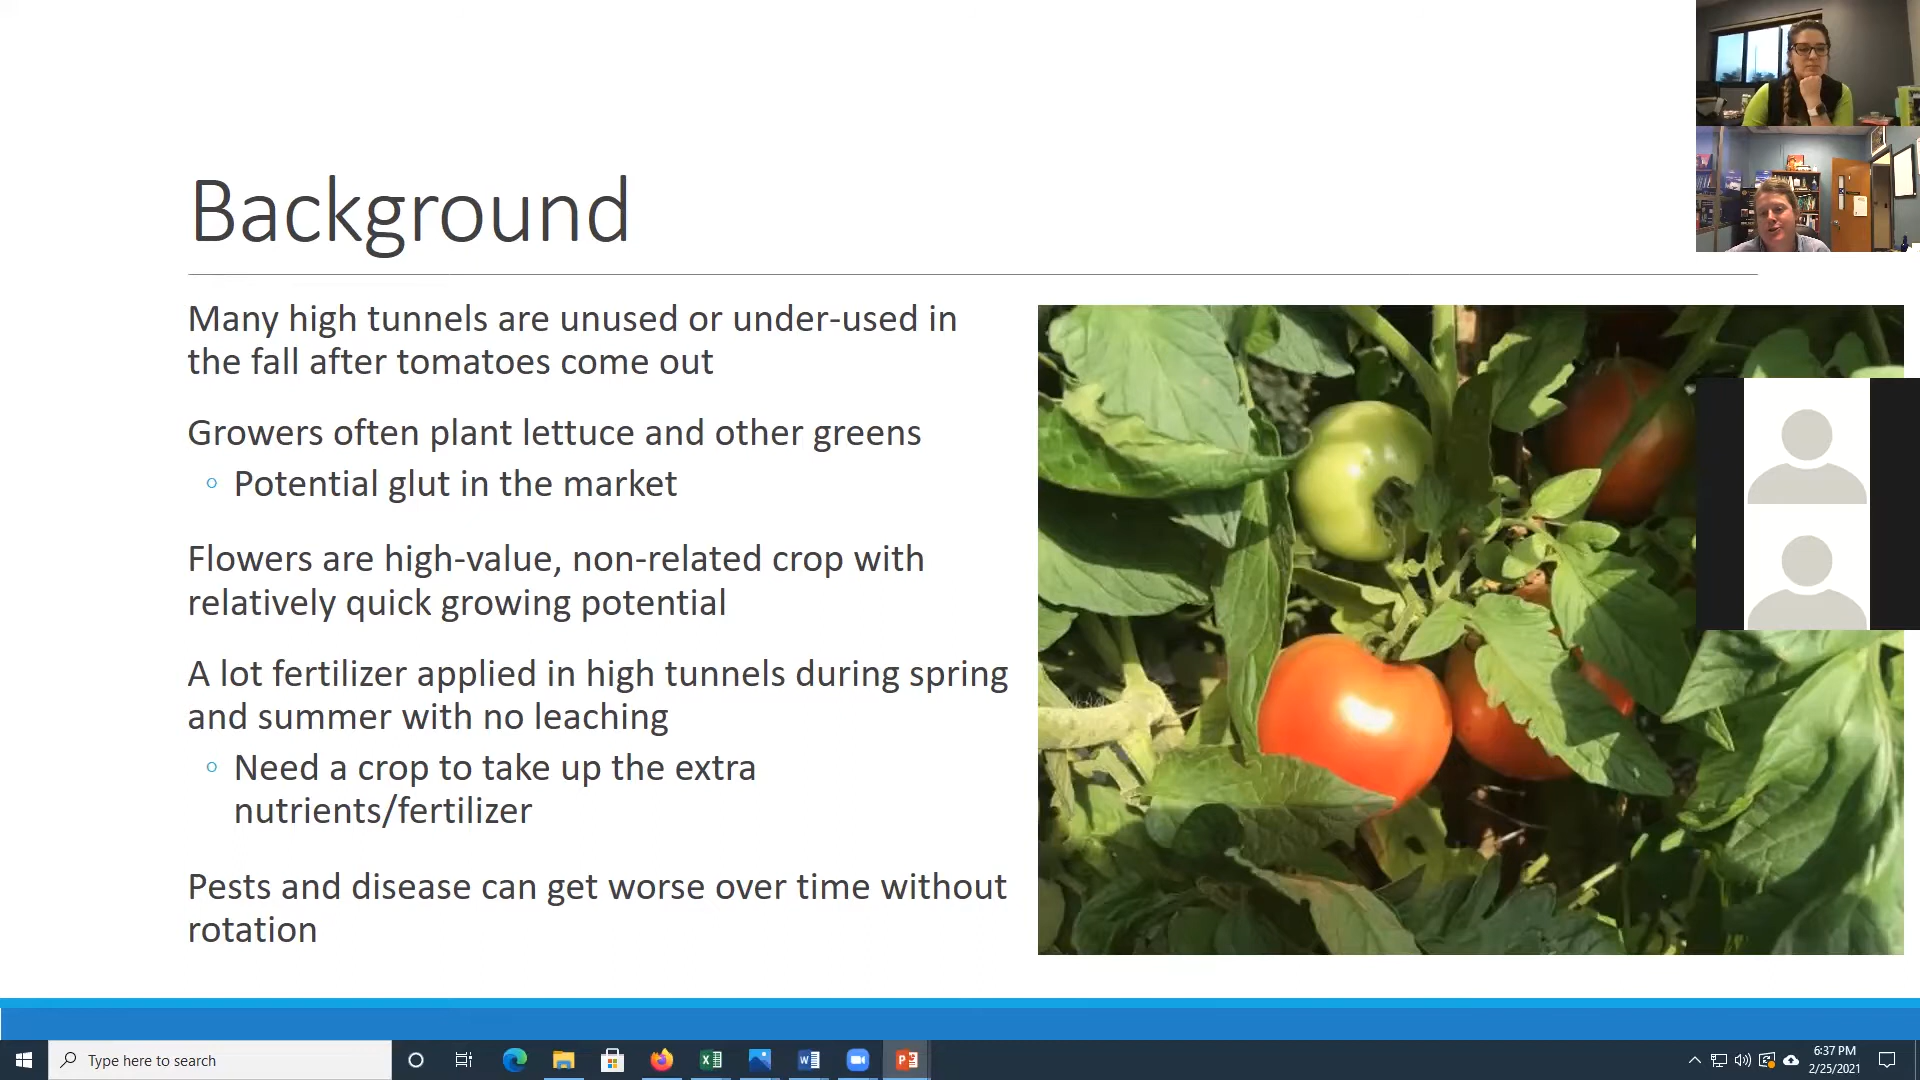 Background
Many high tunnels are unused or under-used in
the fall after tomatoes come out
Growers often plant lettuce and other greens
◦ Potential glut in the market
Flowers are high-value, non-related crop with
relatively quick growing potential
A lot fertilizer applied in high tunnels during spring
and summer with no leaching
◦ Need a crop to take up the extra
nutrients/fertilizer
Pests and disease can get worse over time without
rotation
Type here to search
6:37 PM
2/25/2021